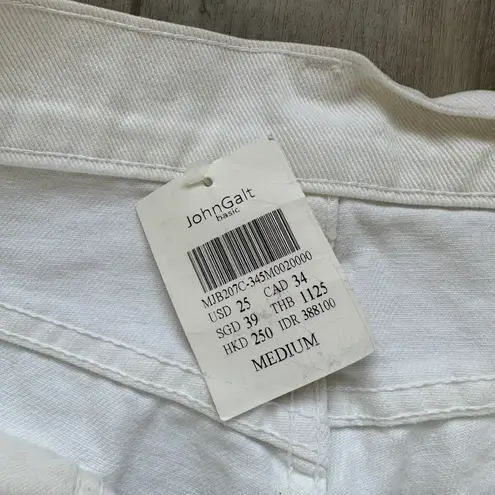 JohnGalt
basic
MJB207C-345M0020000
USD 25 CAD 34
SGD 39 THB 1125
HKD 250 IDR 388100
MEDIUM